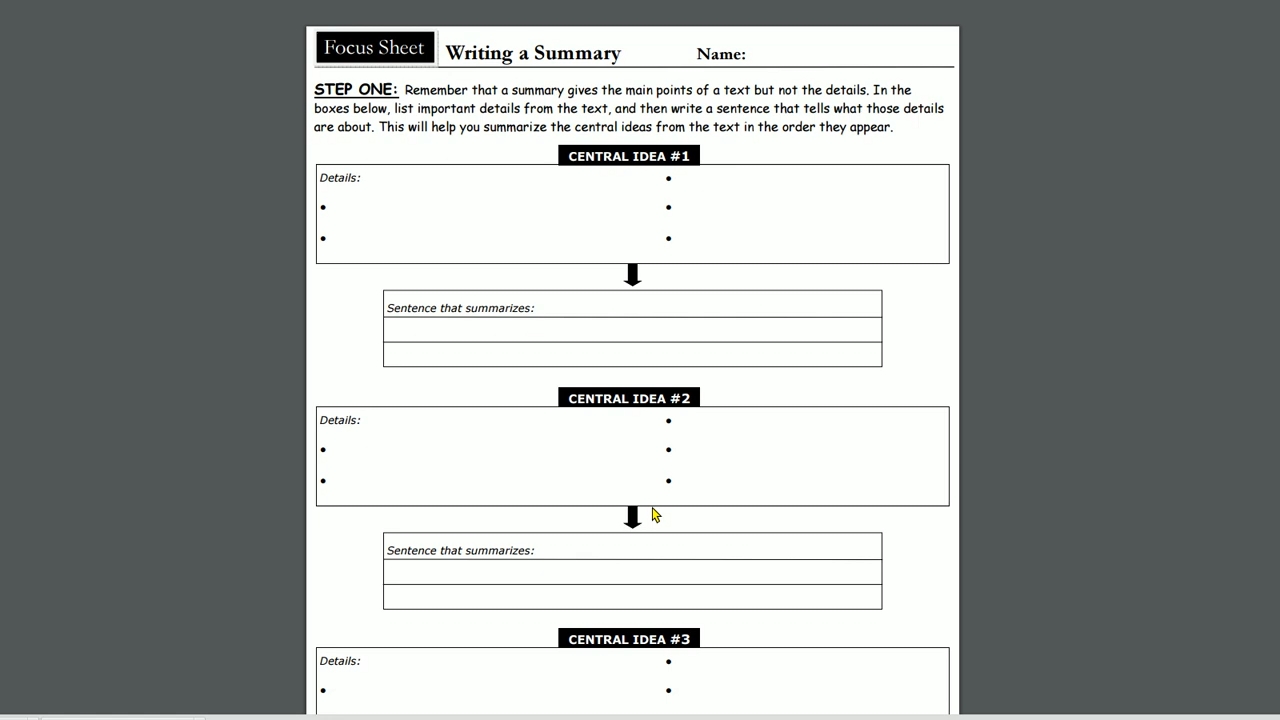 Focus Sheet Writing a Summary Name:
STEP ONE: Remember that a summary gives the main points of a text but not the details. In the
boxes below, list important details from the text, and then write a sentence that tells what those details
are about. This will help you summarize the central ideas from the text in the order they appear.
CENTRAL IDEA #1
Details:
Sentence that summarizes:
CENTRAL IDEA #2
Details:
Sentence that summarizes:
CENTRAL IDEA #3
Details: